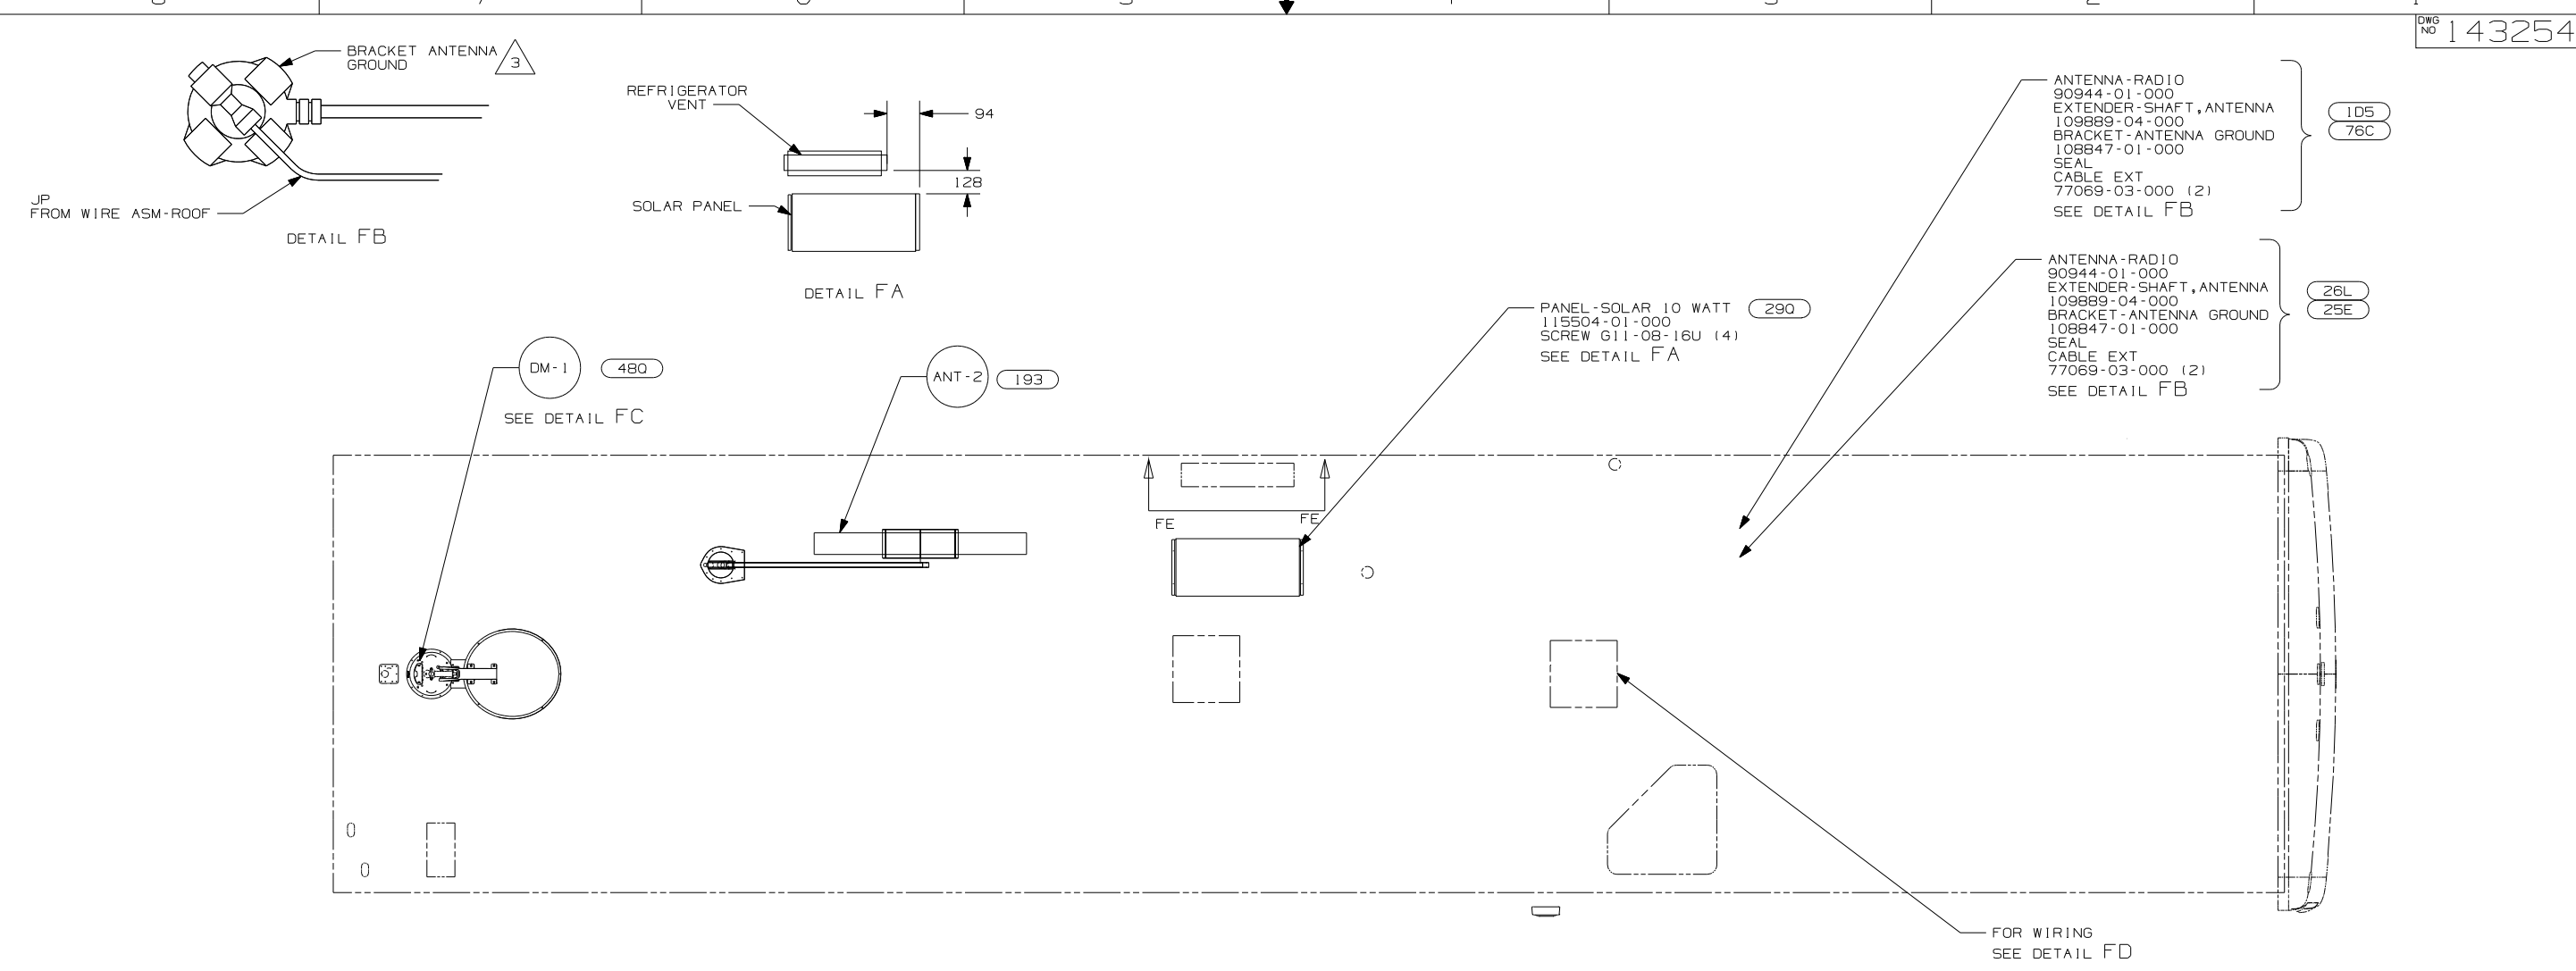 DWG
NO 143254
BRACKET ANTENNA
GROUND
3
JP
FROM WIRE ASM-ROOF
DETAIL FB
REFRIGERATOR
VENT
94
128
SOLAR PANEL
DETAIL FA
ANTENNA-RADIO
90944-01-000
EXTENDER-SHAFT,ANTENNA
109889-04-000
BRACKET-ANTENNA GROUND
108847-01-000
SEAL
CABLE EXT
77069-03-000 (2)
SEE DETAIL FB
1D5
76C
ANTENNA-RADIO
90944-01-000
EXTENDER-SHAFT,ANTENNA
109889-04-000
BRACKET-ANTENNA GROUND
108847-01-000
SEAL
CABLE EXT
77069-03-000 (2)
SEE DETAIL FB
26L
25E
PANEL-SOLAR 10 WATT 29Q
115504-01-000
SCREW G11-08-16U (4)
SEE DETAIL FA
DM-1 48Q
SEE DETAIL FC
ANT-2 193
FE FE
FOR WIRING
SEE DETAIL FD